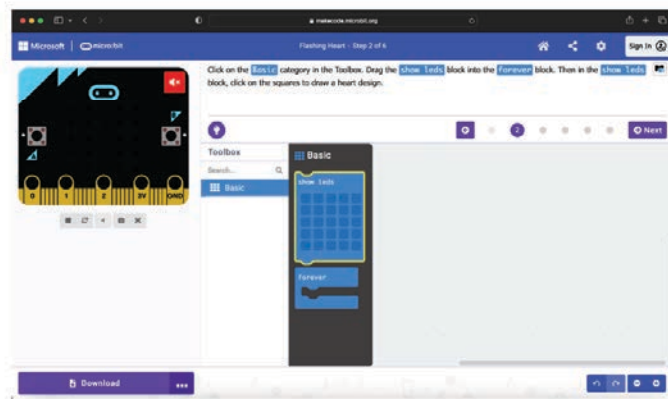 makecode.microbit.org
Microsoft micro:bit Flashing Heart - Step 2 of 6 Sign In
Click on the Basic category in the Toolbox. Drag the show leds block into the forever block. Then in the show leds
block, click on the squares to draw a heart design.
2 Next
Toolbox
Search...
Basic
Basic
show leds
forever
0 1 2 3V GND
Download